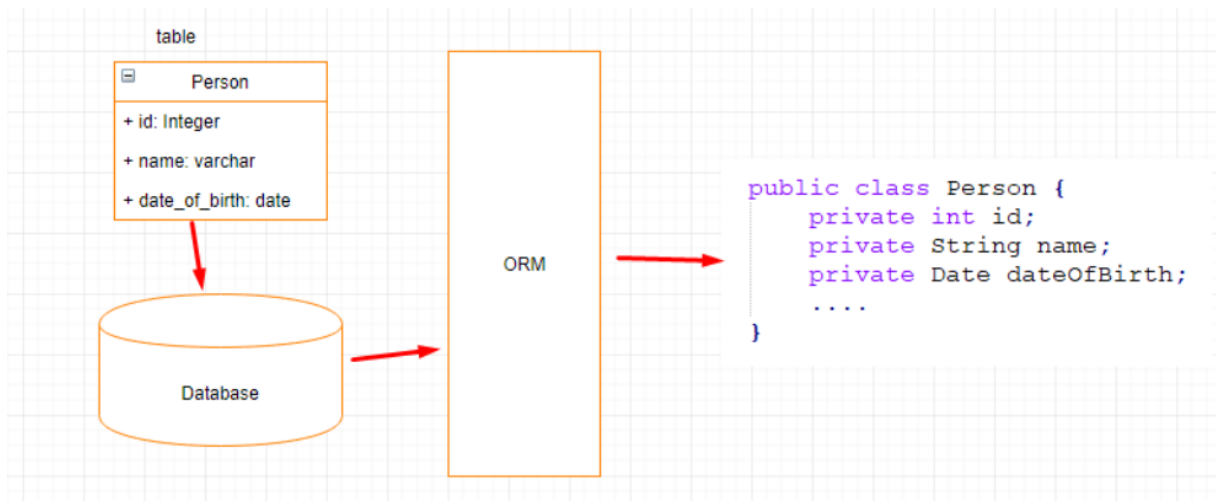 table
Person
+ id: Integer
+ name: varchar
+ date_of_birth: date
Database
ORM
public class Person {
    private int id;
    private String name;
    private Date dateOfBirth;
    ....
}